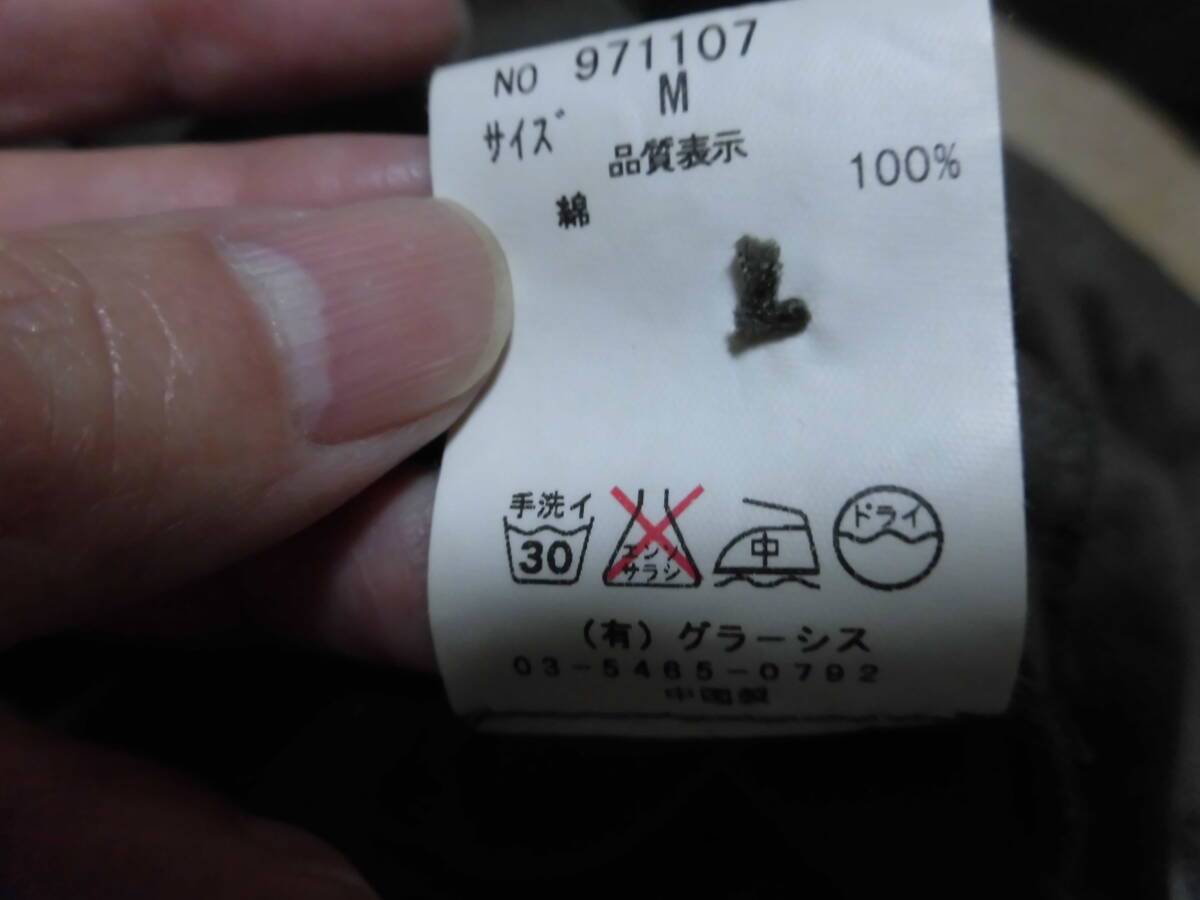 NO 971107
サイズ M
品質表示
綿 100%
手洗イ
30
エンソ
サラシ
中
ドライ
(有)グラーシス
03-5465-0792
中国製